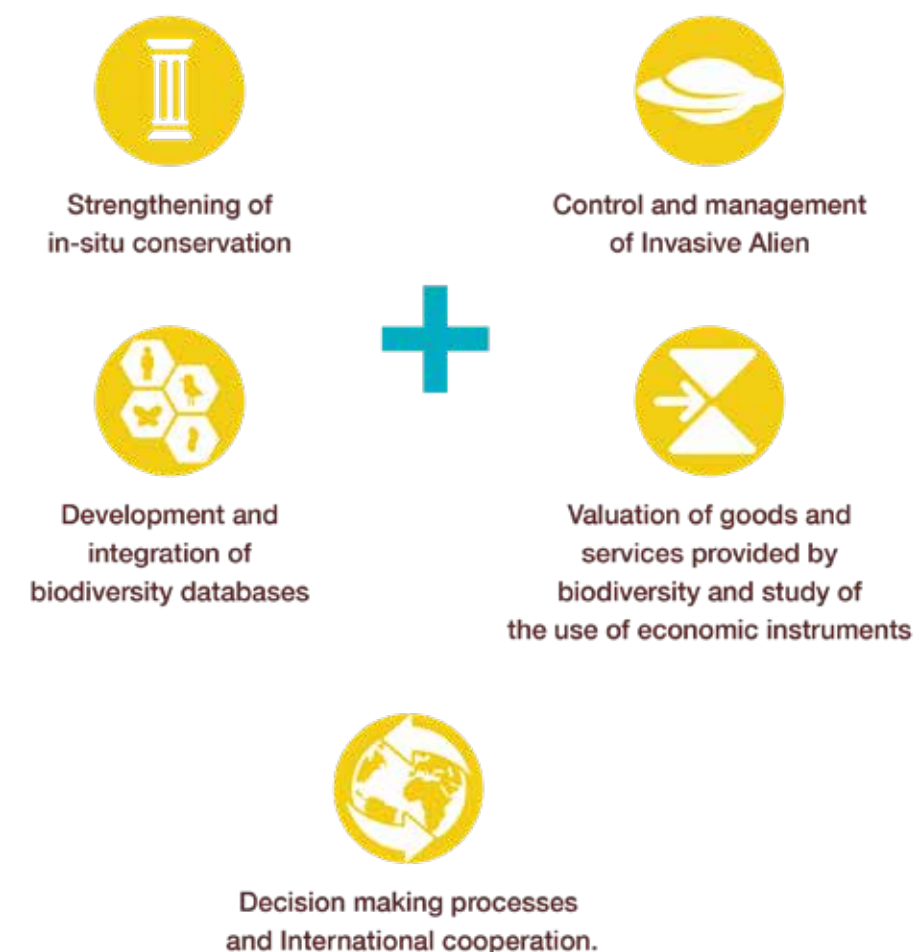 Strengthening of
in-situ conservation
Control and management
of Invasive Alien
Development and
integration of
biodiversity databases
Valuation of goods and
services provided by
biodiversity and study of
the use of economic instruments
Decision making processes
and International cooperation.